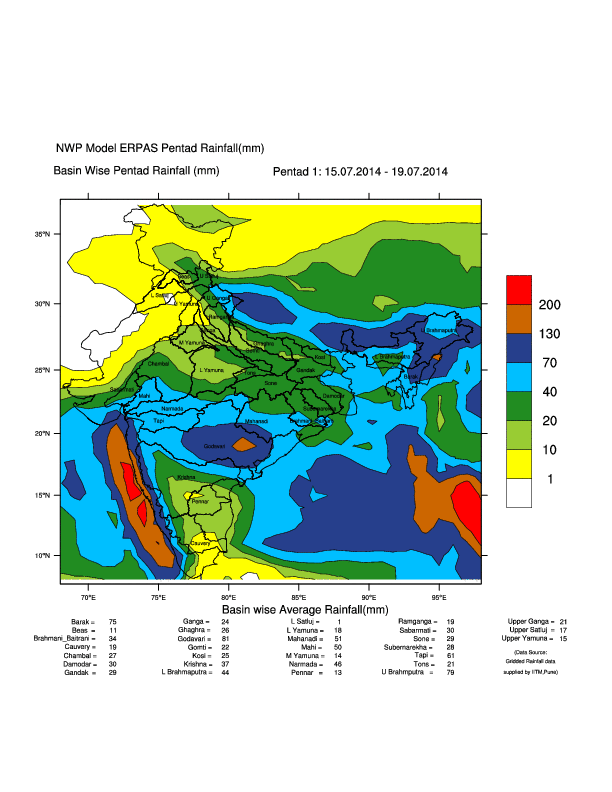 NWP Model ERPAS Pentad Rainfall(mm)
Basin Wise Pentad Rainfall (mm) Pentad 1: 15.07.2014 - 19.07.2014
35°N
30°N
25°N
20°N
15°N
10°N
L Satluj
U Yamuna
U Ganga
Ramganga
M Yamuna
Ghaghra
Gomti
Kosi
Chambal
L Yamuna
Tons
Gandak
Sone
U Brahmaputra
L Brahmaputra
Barak
Sabarmati
Mahi
Damodar
Narmada
Subernarekha
Tapi
Mahanadi
Godavari
Krishna
Pennar
Cauvery
200
130
70
40
20
10
1
70°E 75°E 80°E 85°E 90°E 95°E
Basin wise Average Rainfall(mm)
Barak = 75 Ganga = 24 L Satluj = 1 Ramganga = 19 Upper Ganga = 21
Beas = 11 Ghaghra = 26 L Yamuna = 18 Sabarmati = 30 Upper Satluj = 17
Brahmani_Baitrani = 34 Godavari = 81 Mahanadi = 51 Sone = 29 Upper Yamuna = 15
Cauvery = 19 Gomti = 22 Mahi = 50 Subernarekha = 28
Chambal = 27 Kosi = 25 M Yamuna = 14 Tapi = 61
Damodar = 30 Krishna = 37 Narmada = 46 Tons = 21
Gandak = 29 L Brahmaputra = 44 Pennar = 13 U Brahmputra = 79
(Data Source:
Gridded Rainfall data
supplied by IITM,Pune)